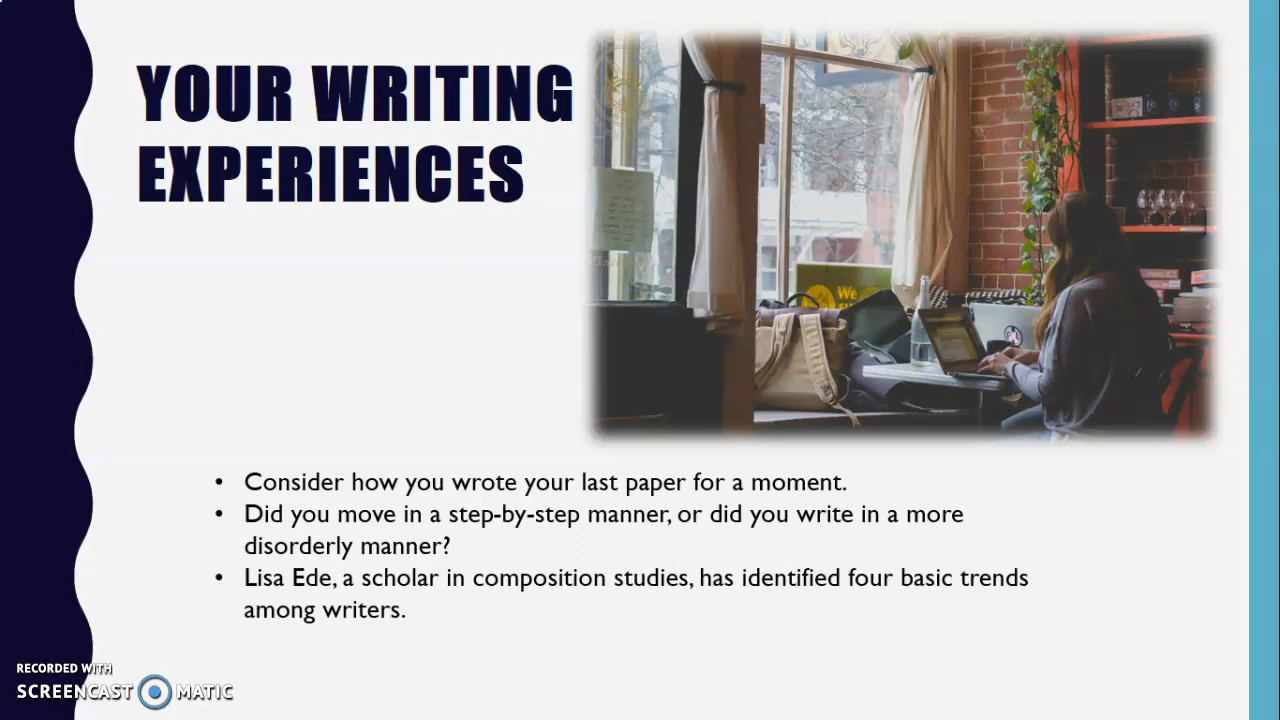 YOUR WRITING
EXPERIENCES
We
• Consider how you wrote your last paper for a moment.
• Did you move in a step-by-step manner, or did you write in a more
disorderly manner?
• Lisa Ede, a scholar in composition studies, has identified four basic trends
among writers.
RECORDED WITH
SCREENCAST MATIC